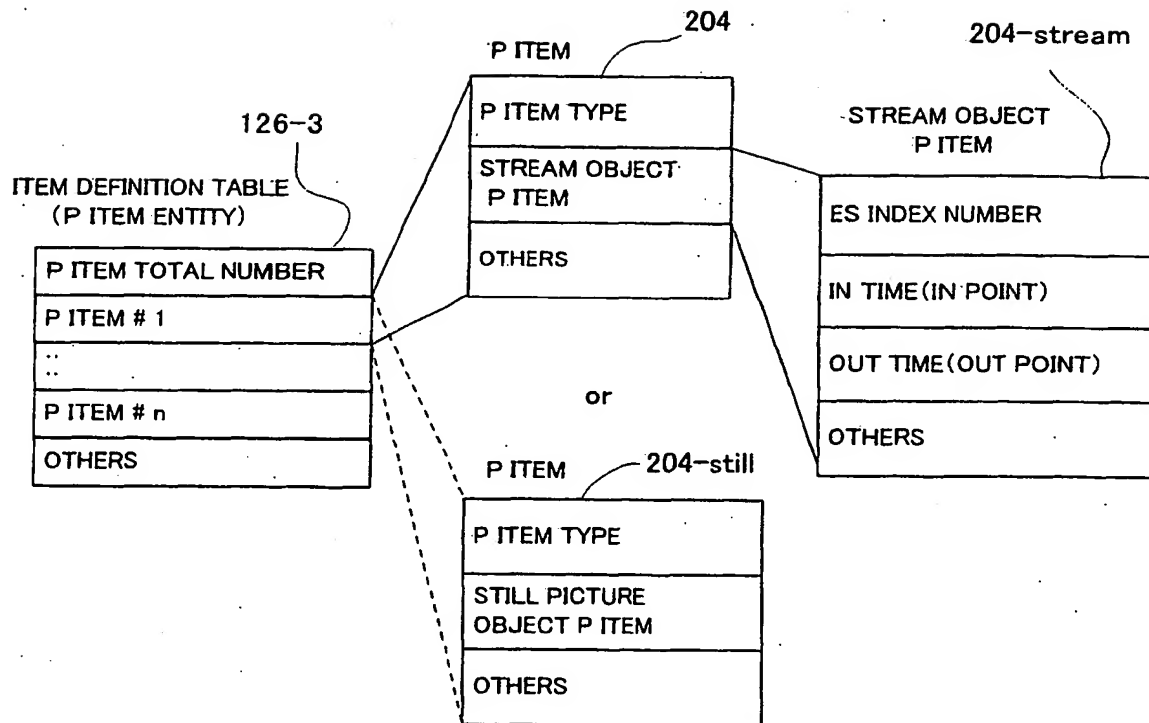 126-3
ITEM DEFINITION TABLE
(P ITEM ENTITY)
P ITEM TOTAL NUMBER
P ITEM # 1
::
P ITEM # n
OTHERS
204
P ITEM
P ITEM TYPE
STREAM OBJECT
P ITEM
OTHERS
or
P ITEM
204-still
P ITEM TYPE
STILL PICTURE
OBJECT P ITEM
OTHERS
204-stream
STREAM OBJECT
P ITEM
ES INDEX NUMBER
IN TIME(IN POINT)
OUT TIME(OUT POINT)
OTHERS